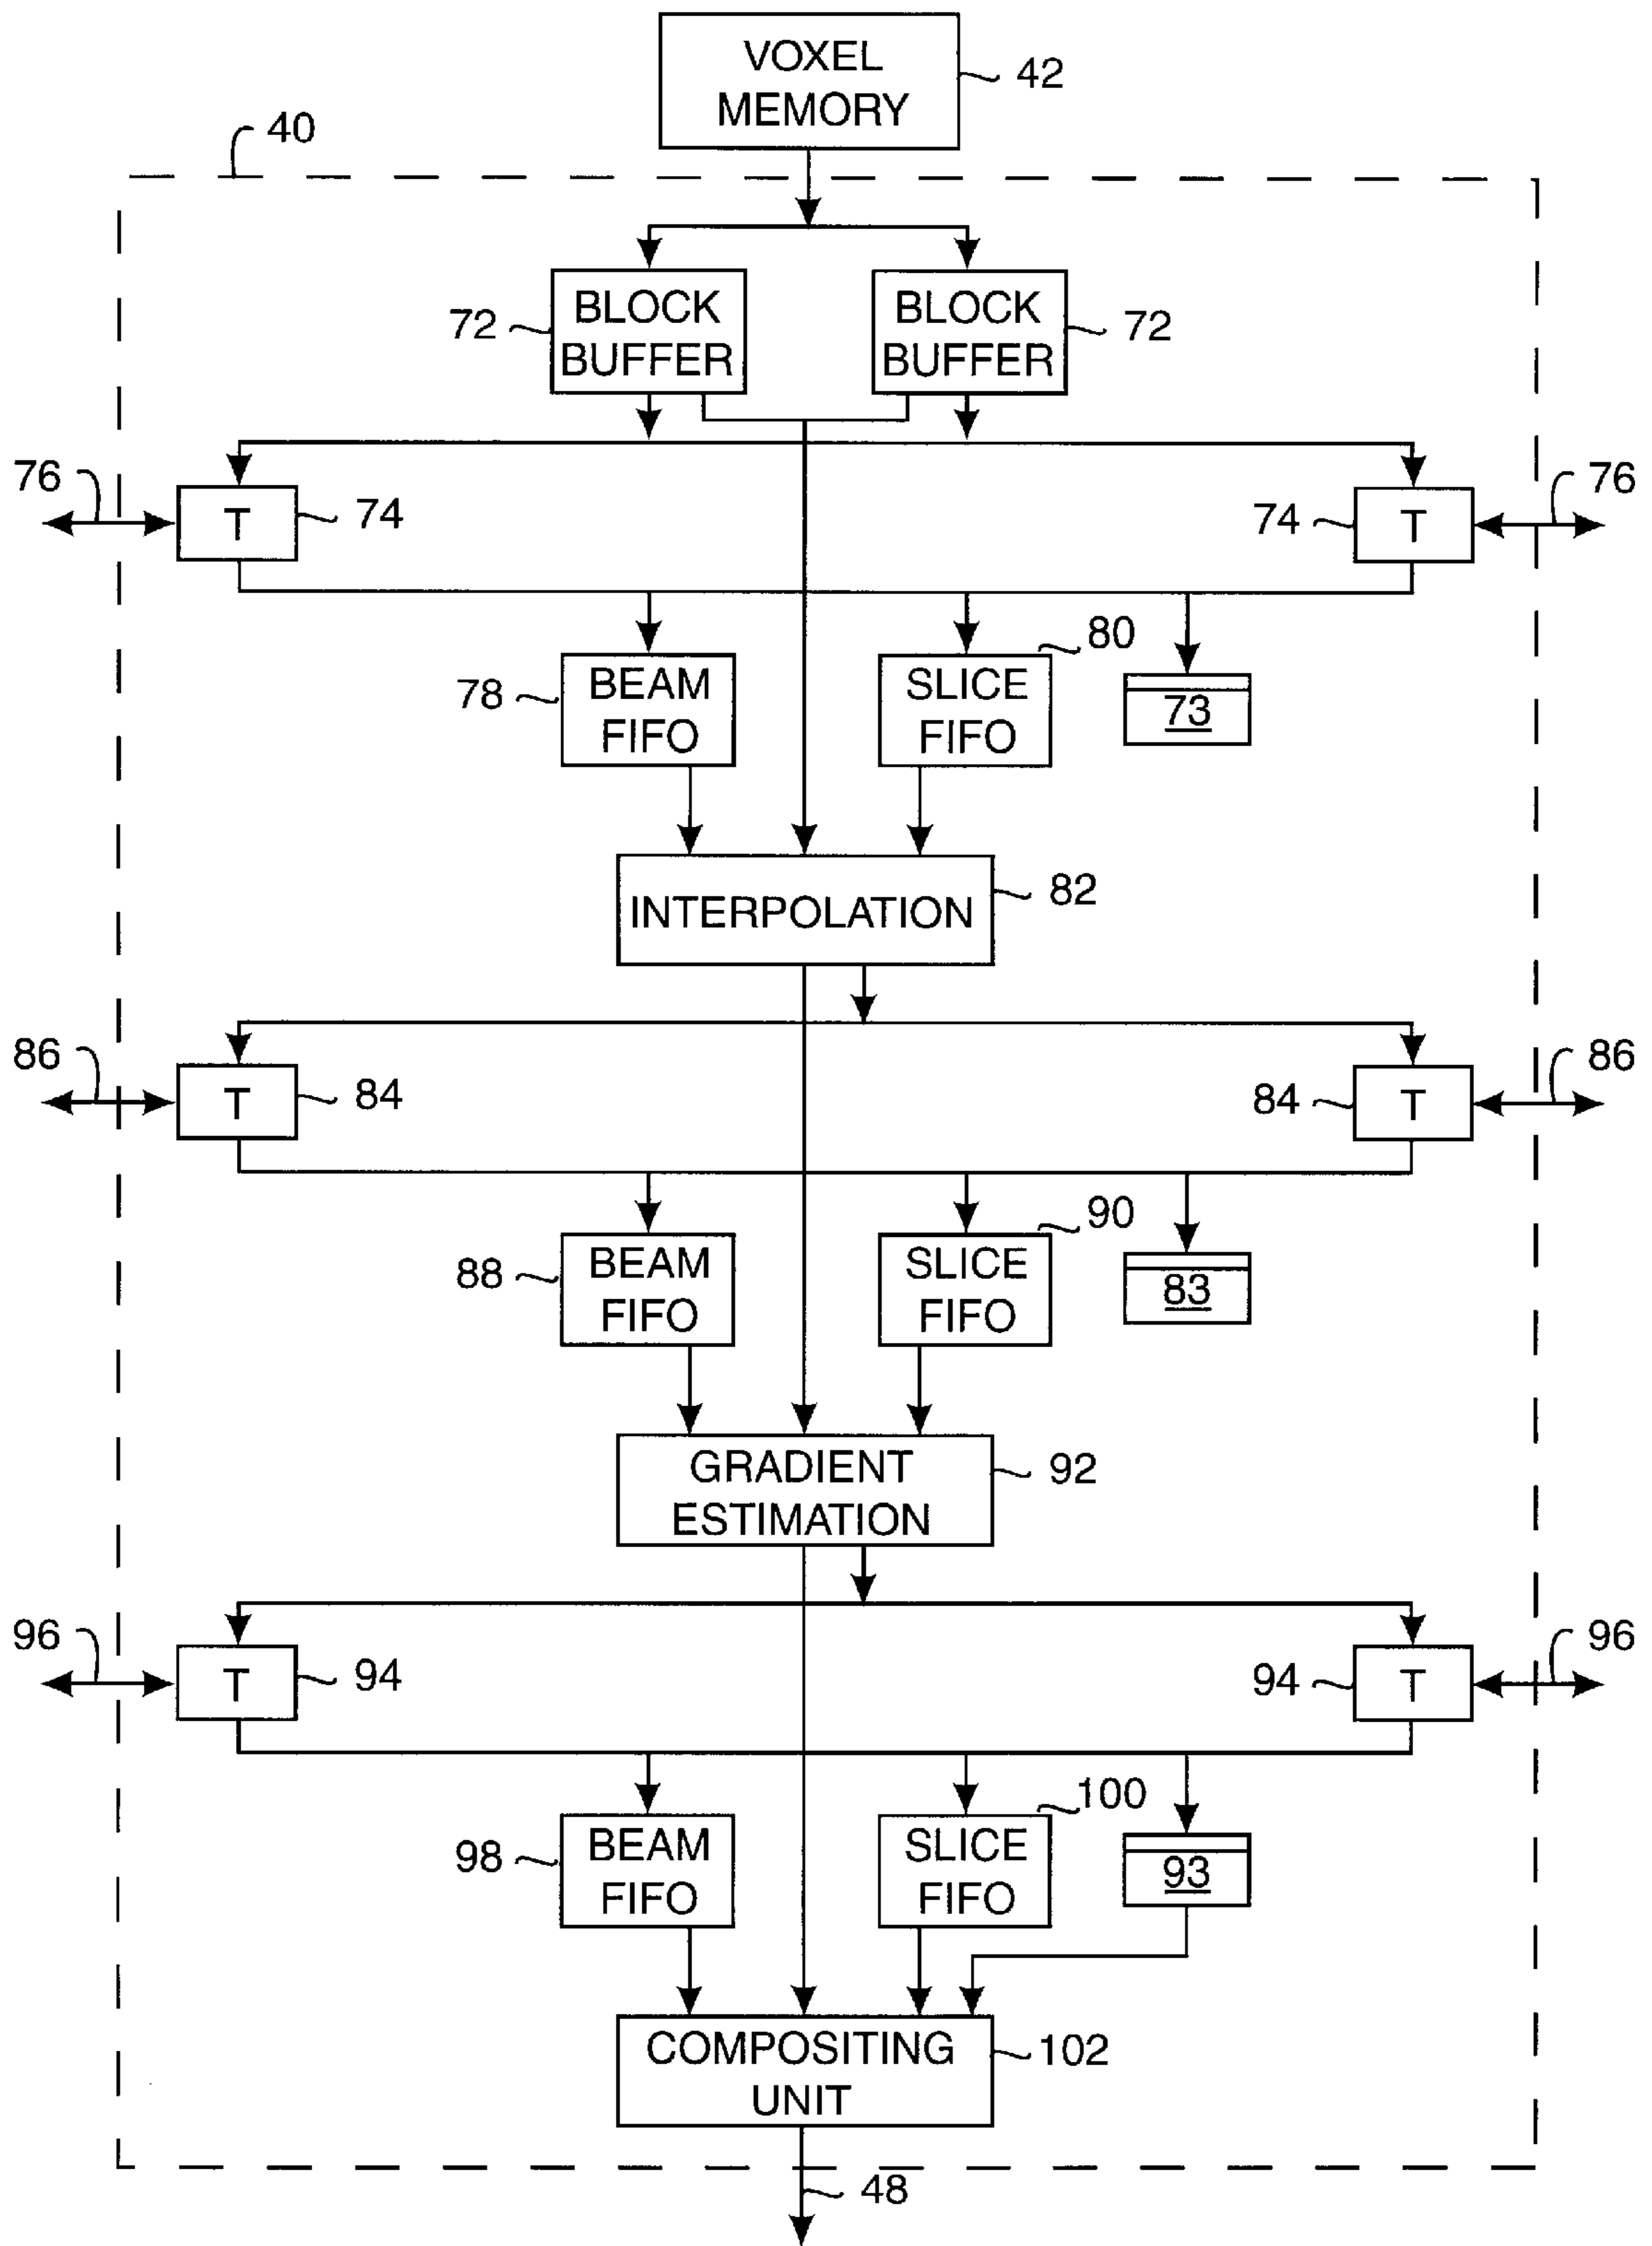 VOXEL
MEMORY
42
40
BLOCK
BUFFER
72
BLOCK
BUFFER
72
76
T
74
74
T
76
78
BEAM
FIFO
80
SLICE
FIFO
73
INTERPOLATION
82
86
T
84
84
T
86
88
BEAM
FIFO
90
SLICE
FIFO
83
GRADIENT
ESTIMATION
92
96
T
94
94
T
96
98
BEAM
FIFO
100
SLICE
FIFO
93
COMPOSITING
UNIT
102
48